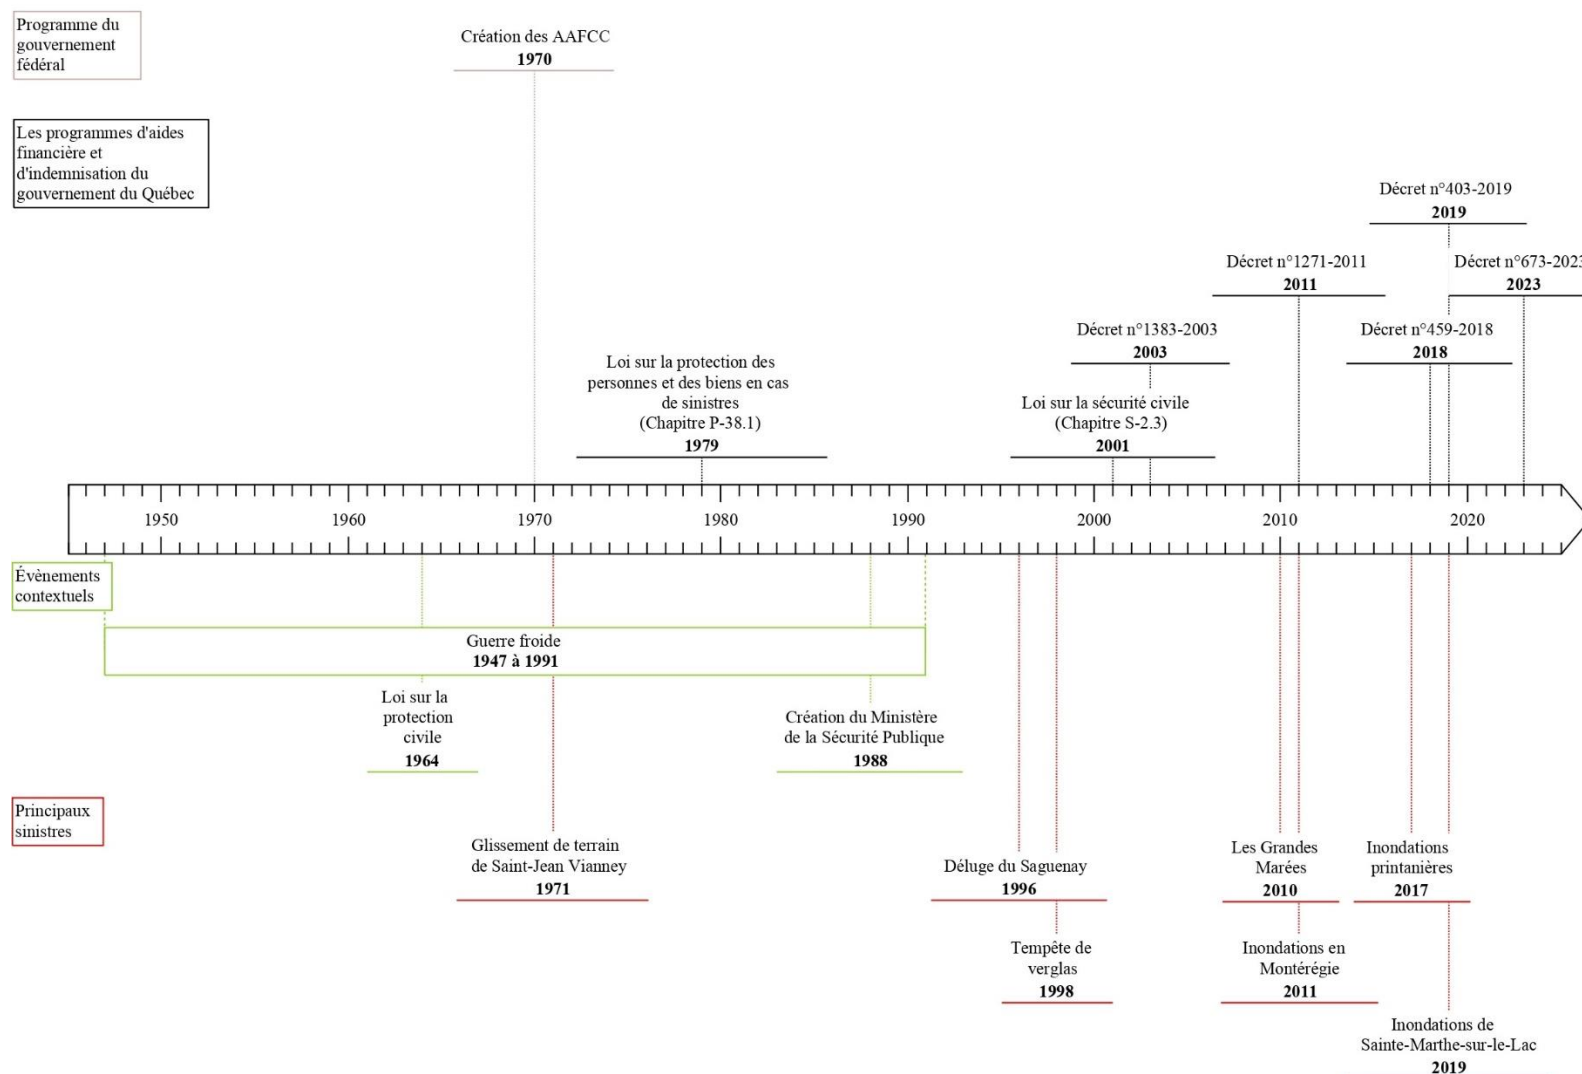 Programme du
gouvernement
fédéral
Création des AAFCC
1970
Les programmes d'aides
financière et
d'indemnisation du
gouvernement du Québec
Décret n°403-2019
2019
Décret n°1271-2011
2011
Décret n°673-2023
2023
Décret n°1383-2003
2003
Décret n°459-2018
2018
Loi sur la protection des
personnes et des biens en cas
de sinistres
(Chapitre P-38.1)
1979
Loi sur la sécurité civile
(Chapitre S-2.3)
2001
1950
1960
1970
1980
1990
2000
2010
2020
Évènements
contextuels
Guerre froide
1947 à 1991
Loi sur la
protection
civile
1964
Création du Ministère
de la Sécurité Publique
1988
Principaux
sinistres
Glissement de terrain
de Saint-Jean Vianney
1971
Déluge du Saguenay
1996
Les Grandes
Marées
2010
Inondations
printanières
2017
Tempête de
verglas
1998
Inondations en
Montérégie
2011
Inondations de
Sainte-Marthe-sur-le-Lac
2019